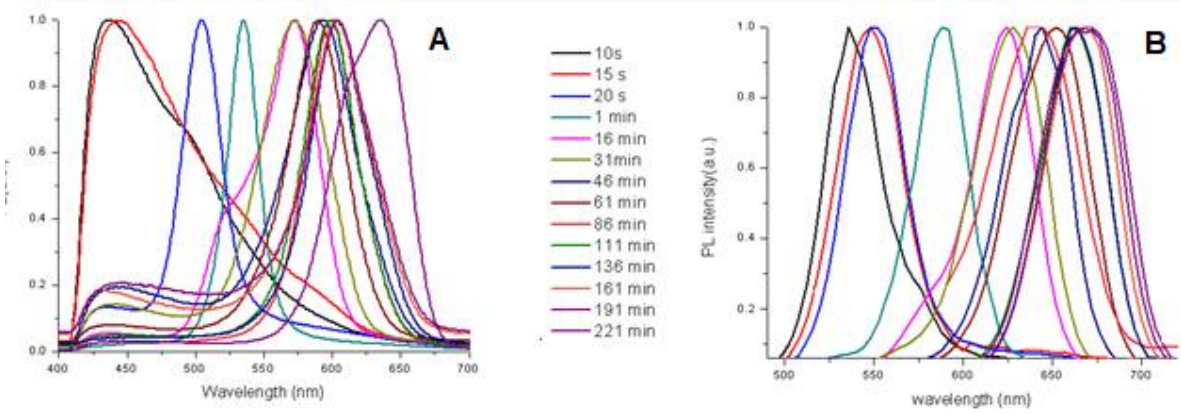 A
1.0
0.8
0.6
0.4
0.2
0.0
400
450
500
550
600
650
700
Wavelength (nm)
10s
15 s
20 s
1 min
16 min
31min
46 min
61 min
86 min
111 min
136 min
161 min
191 min
221 min
B
PL intensity(a.u.)
1.0
0.8
0.6
0.4
0.2
500
550
600
650
700
wavelength (nm)